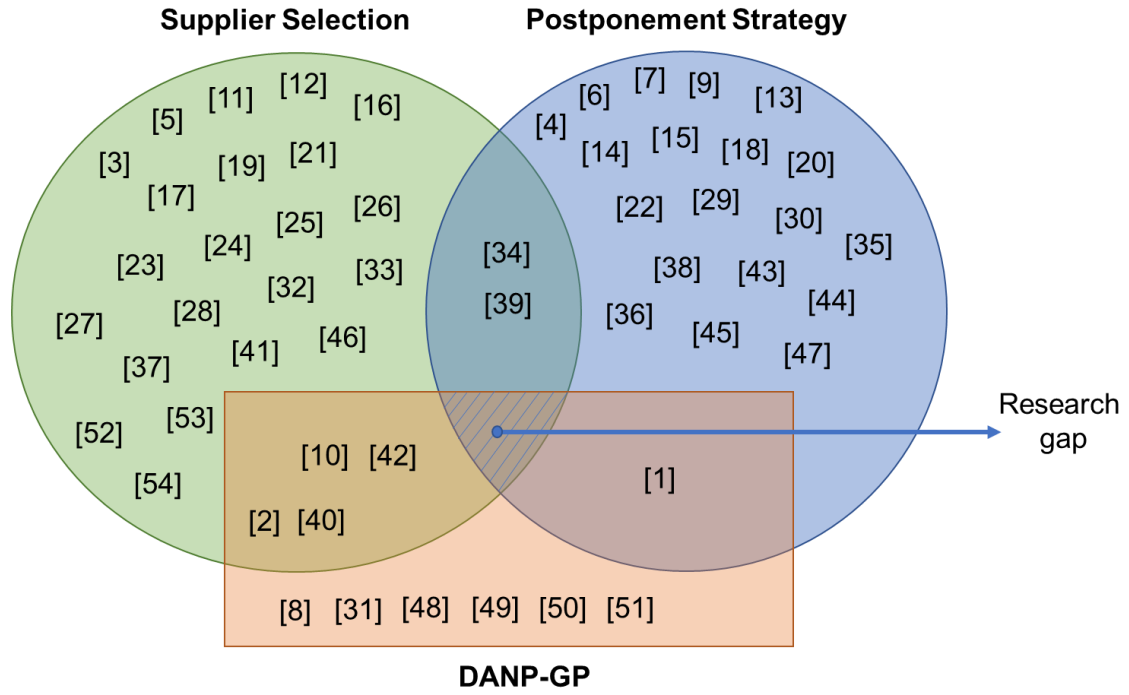 Supplier Selection
Postponement Strategy
[5] [11] [12] [16]
[3] [19] [21]
[17] [25] [26]
[23] [24] [32] [33]
[27] [28] [41] [46]
[37]
[52] [53]
[54]
[34]
[39]
[4] [6] [7] [9] [13]
[14] [15] [18] [20]
[22] [29] [30] [35]
[38] [43] [44]
[36] [45] [47]
[10] [42]
[2] [40]
[1]
Research
gap
[8] [31] [48] [49] [50] [51]
DANP-GP